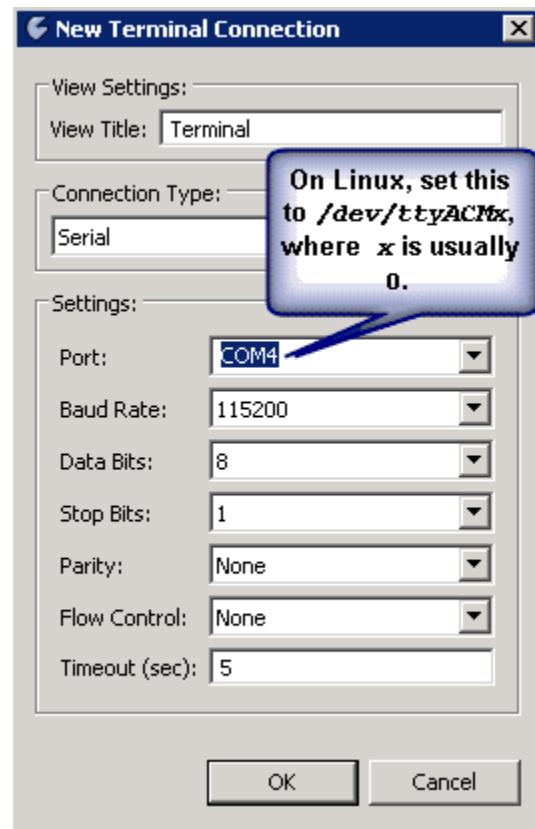 New Terminal Connection
View Settings:
View Title: Terminal
Connection Type:
Serial
On Linux, set this
to /dev/ttyACMx,
where x is usually
0.
Settings:
Port: COM4
Baud Rate: 115200
Data Bits: 8
Stop Bits: 1
Parity: None
Flow Control: None
Timeout (sec): 5
OK Cancel